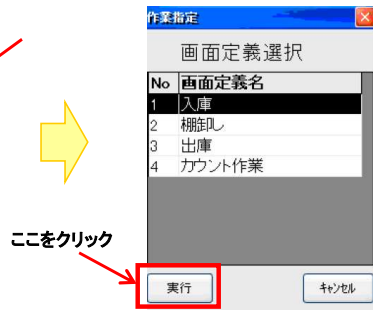 作業指定
画面定義選択
No 画面定義名
1 入庫
2 棚卸し
3 出庫
4 カウント作業
ここをクリック
実行 キャンセル